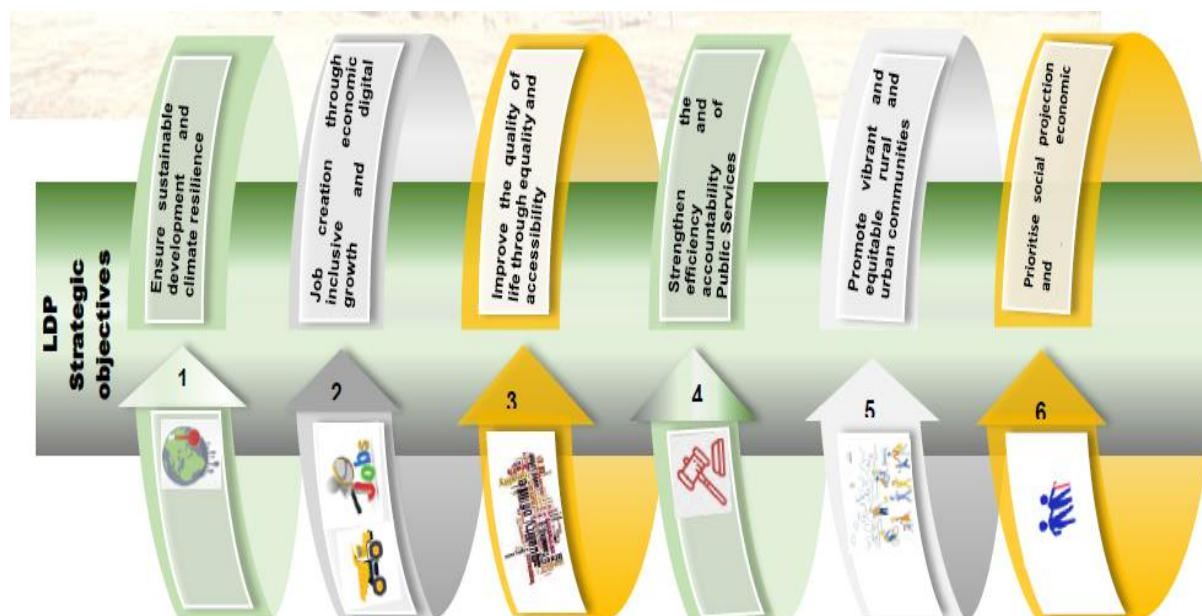 LDP
Strategic
objectives
Ensure sustainable
development and
climate resilience
1
Job creation through
inclusive economic
growth and digital
2
Jobs
Improve the quality of
life through equality and
accessibility
3
Strengthen the
efficiency and
accountability of
Public Services
4
Promote vibrant and
equitable rural and
urban communities
5
Prioritise social projection
and economic
6